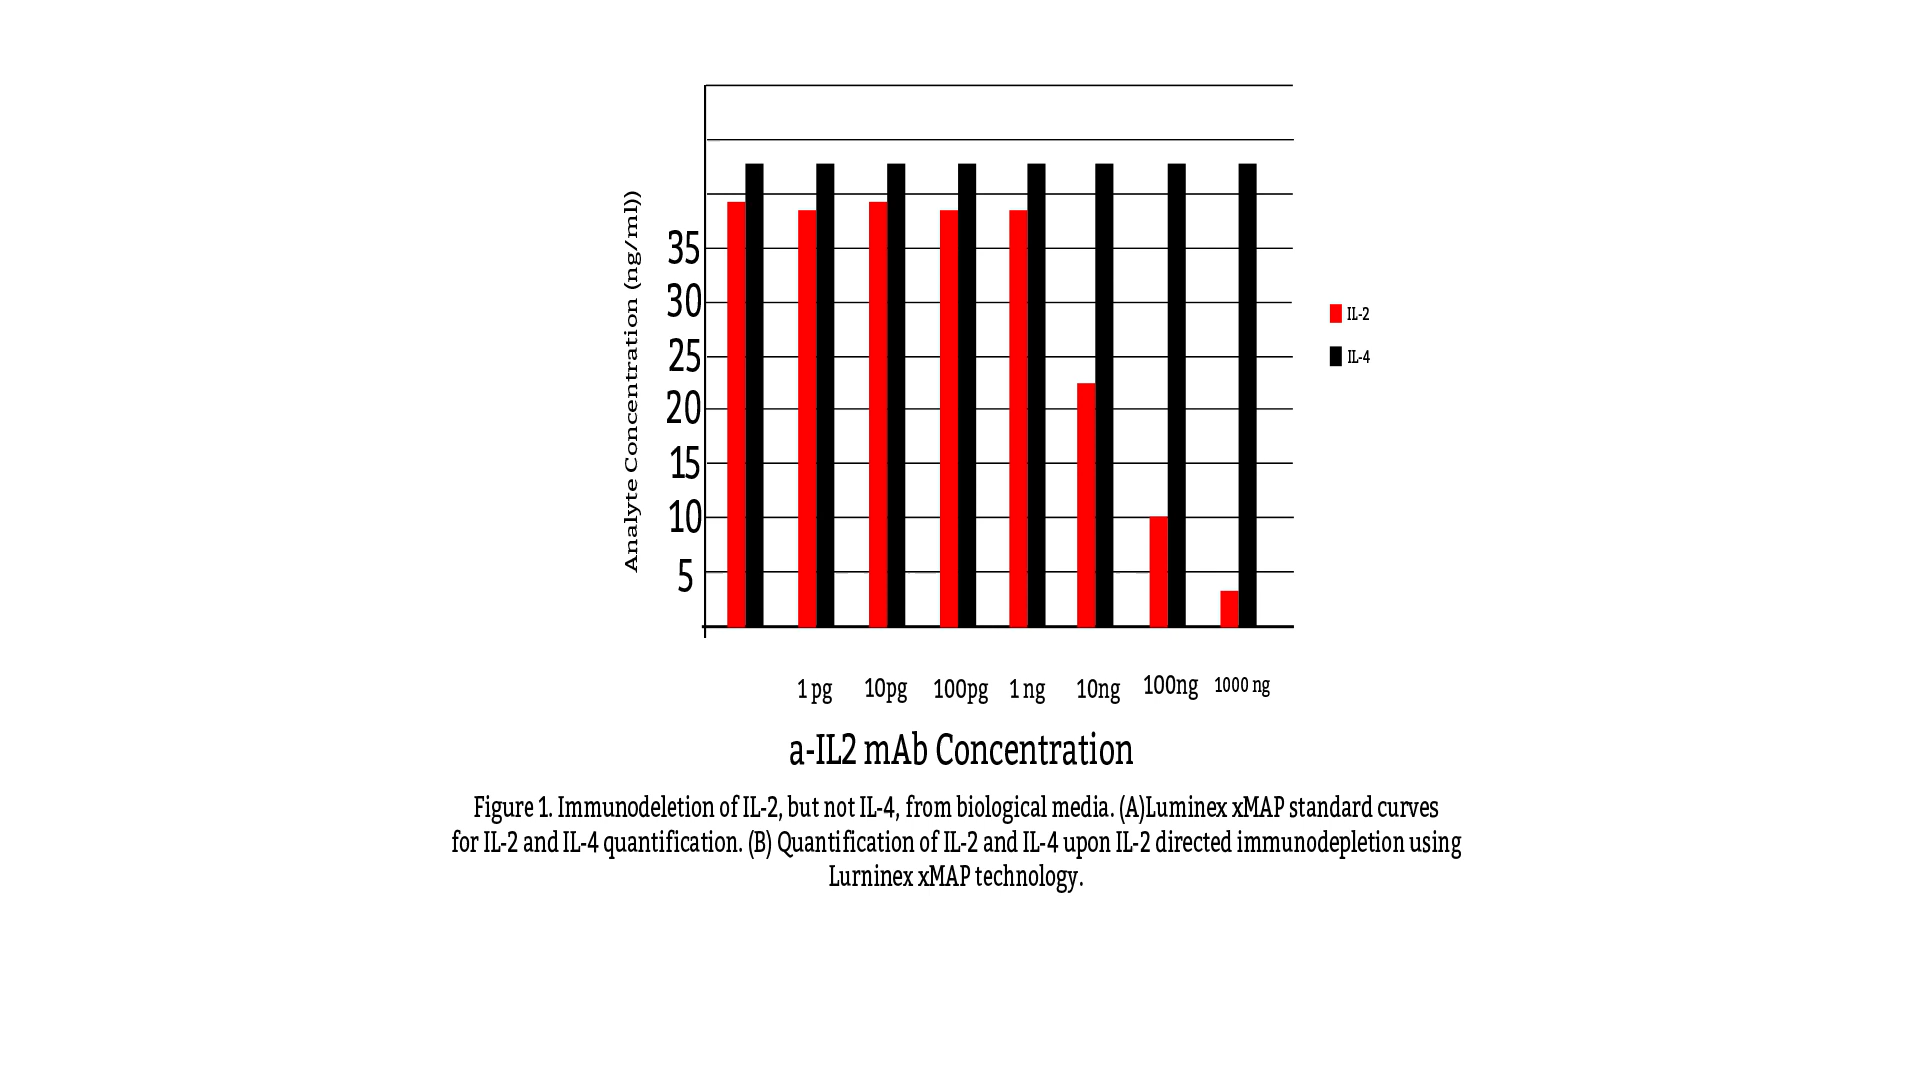 Analyte Concentration (ng/ml))
35
30
25
20
15
10
5
IL-2
IL-4
1 pg 10pg 100pg 1 ng 10ng 100ng 1000 ng
a-IL2 mAb Concentration
Figure 1. Immunodeletion of IL-2, but not IL-4, from biological media. (A)Luminex xMAP standard curves
for IL-2 and IL-4 quantification. (B) Quantification of IL-2 and IL-4 upon IL-2 directed immunodepletion using
Lurninex xMAP technology.